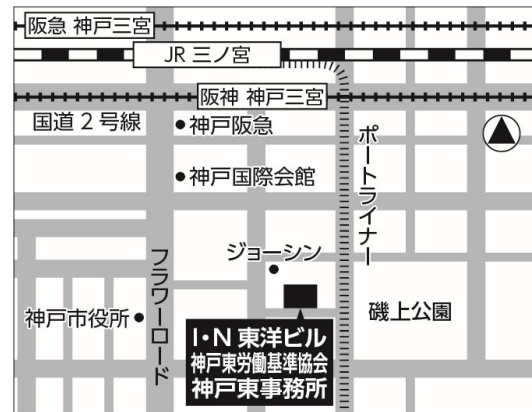 阪急 神戸三宮
JR 三ノ宮
阪神 神戸三宮
国道2号線
神戸阪急
神戸国際会館
ポートライナー
ジョーシン
フラワーロード
神戸市役所
磯上公園
I・N 東洋ビル
神戸東労働基準協会
神戸東事務所